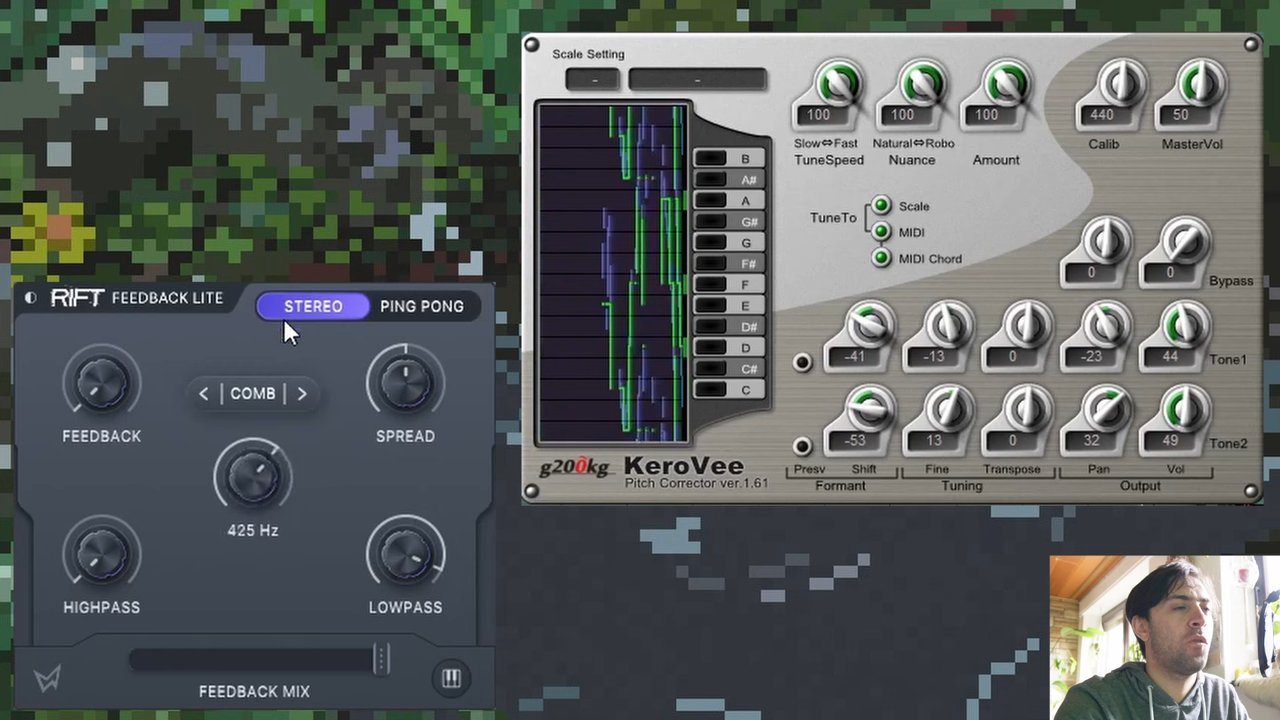 Scale Setting
- -
100 100 100 440 50
Slow⇔Fast Natural⇔Robo Calib MasterVol
TuneSpeed Nuance Amount
B
A#
A
G#
G
F#
F
E
D#
D
C#
C
TuneTo Scale
MIDI
MIDI Chord
0 0 Bypass
-41 -13 0 -23 44 Tone1
-53 13 0 32 49 Tone2
Presv Shift Fine Transpose Pan Vol
Formant Tuning Output
g200kg KeroVee
Pitch Corrector ver.1.61
RIFT FEEDBACK LITE STEREO PING PONG
< | COMB | >
FEEDBACK SPREAD
425 Hz
HIGHPASS LOWPASS
FEEDBACK MIX